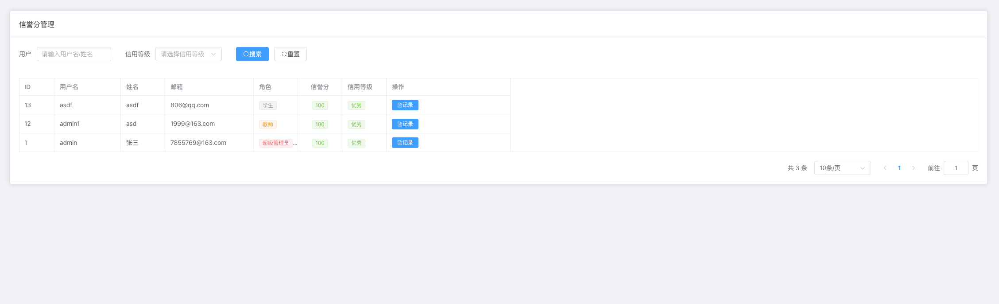 信誉分管理
用户 请输入用户名/姓名 信用等级 请选择信用等级 搜索 重置
ID 用户名 姓名 邮箱 角色 信誉分 信用等级 操作
13 asdf asdf 806@qq.com 学生 100 优秀 记录
12 admin1 asd 1999@163.com 教师 100 优秀 记录
1 admin 张三 7855769@163.com 超级管理员... 100 优秀 记录
共 3 条 10条/页 1 前往 1 页